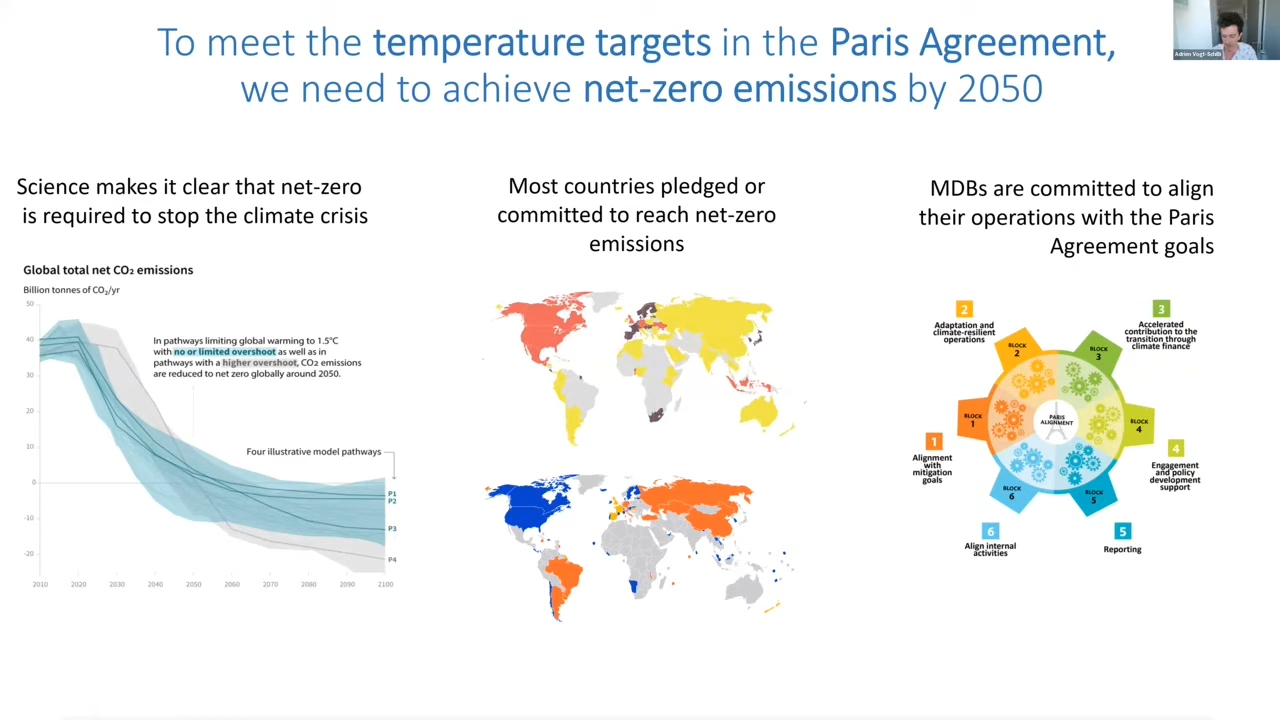 To meet the temperature targets in the Paris Agreement,
we need to achieve net-zero emissions by 2050
Adrien Vogt-Schilb
Science makes it clear that net-zero
is required to stop the climate crisis
Global total net CO₂ emissions
Billion tonnes of CO₂/yr
50
40
30
20
10
0
-10
-20
2010 2020 2030 2040 2050 2060 2070 2080 2090 2100
In pathways limiting global warming to 1.5°C
with no or limited overshoot as well as in
pathways with a higher overshoot, CO2 emissions
are reduced to net zero globally around 2050.
Four illustrative model pathways
P1
P2
P3
P4
Most countries pledged or
committed to reach net-zero
emissions
MDBs are committed to align
their operations with the Paris
Agreement goals
2
Adaptation and
climate-resilient
operations
3
Accelerated
contribution to the
transition through
climate finance
BLOCK
2
BLOCK
3
BLOCK
1
PARIS
ALIGNMENT
BLOCK
4
1
Alignment
with
mitigation
goals
4
Engagement
and policy
development
support
BLOCK
6
BLOCK
5
6
Align internal
activities
5
Reporting